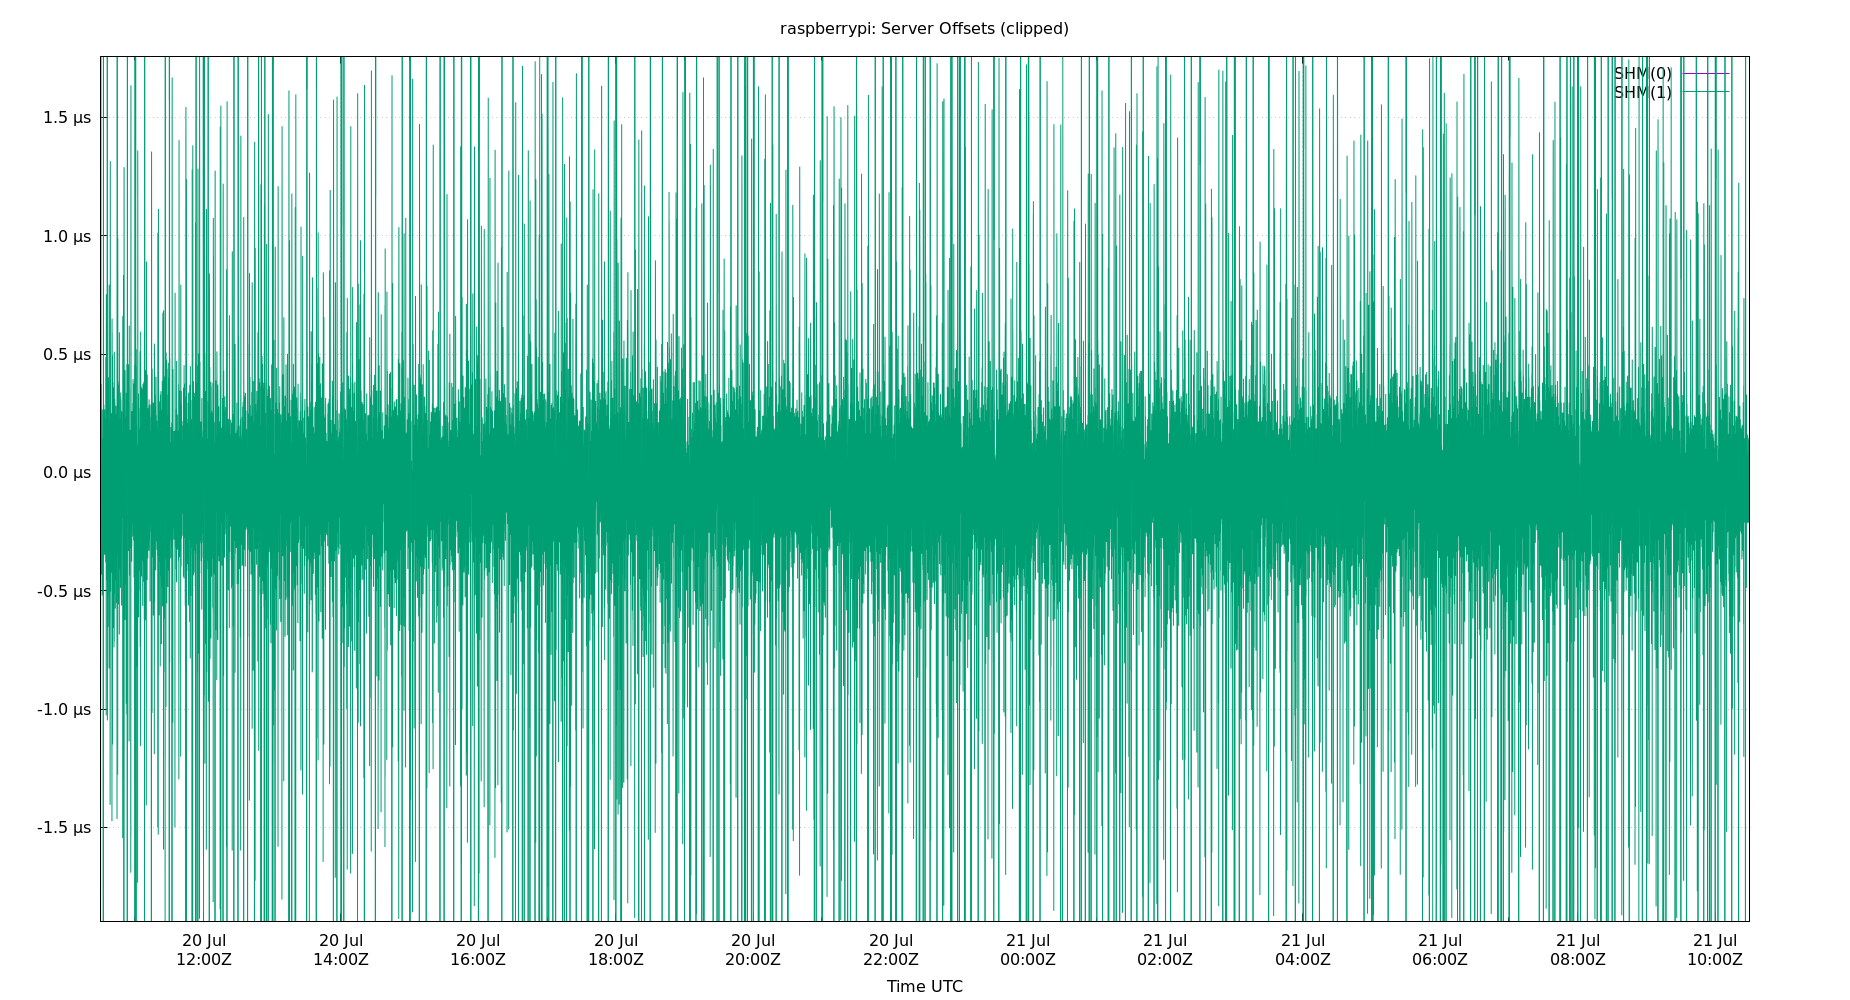 raspberrypi: Server Offsets (clipped)
SHM(0)
SHM(1)
1.5 µs
1.0 µs
0.5 µs
0.0 µs
-0.5 µs
-1.0 µs
-1.5 µs
20 Jul 20 Jul 20 Jul 20 Jul 20 Jul 20 Jul 21 Jul 21 Jul 21 Jul 21 Jul 21 Jul 21 Jul
12:00Z 14:00Z 16:00Z 18:00Z 20:00Z 22:00Z 00:00Z 02:00Z 04:00Z 06:00Z 08:00Z 10:00Z
Time UTC